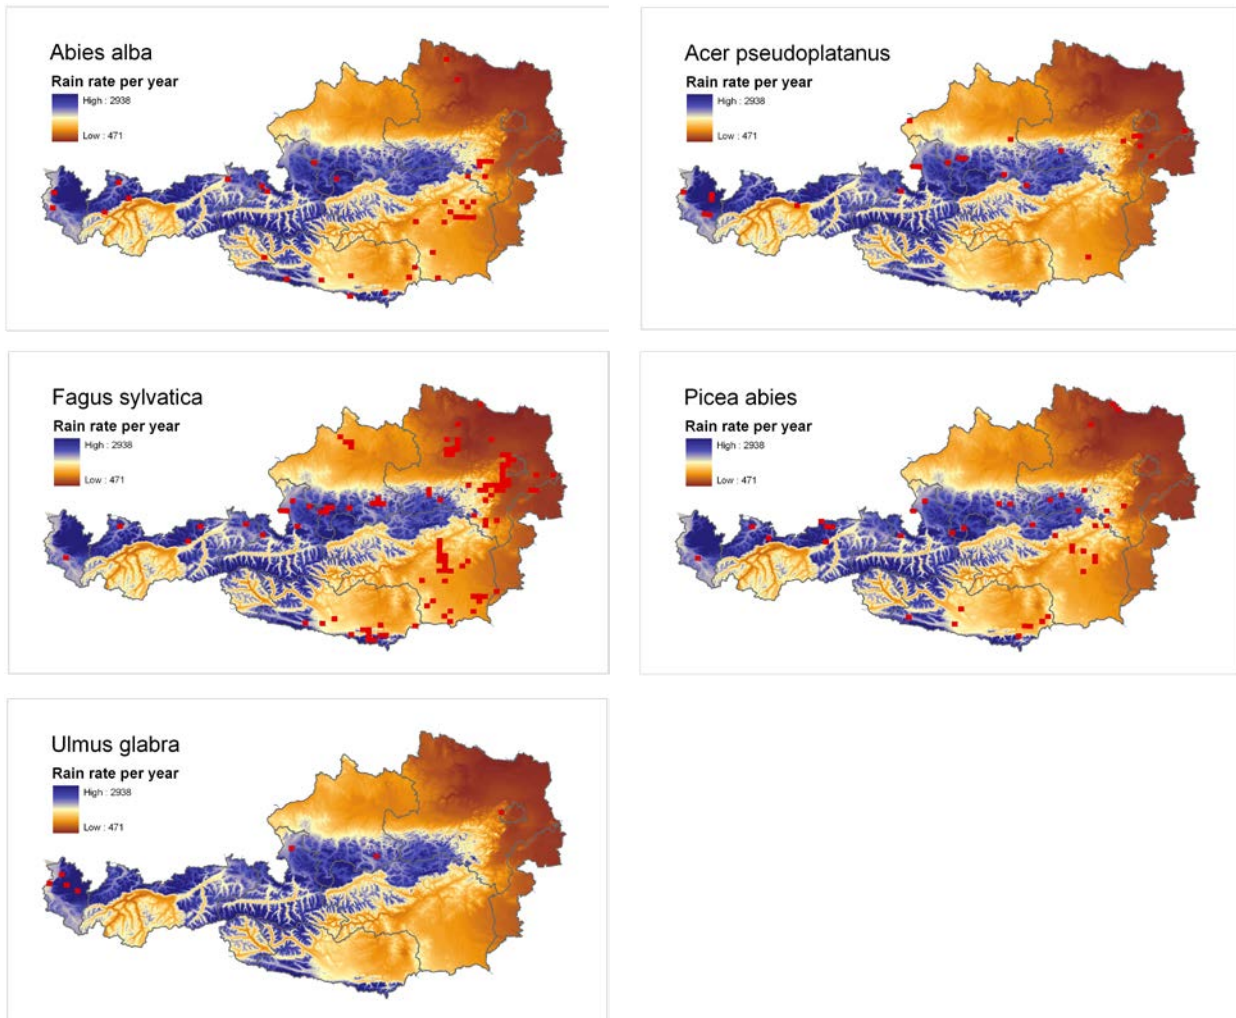 Abies alba
Rain rate per year
High : 2938
Low : 471
Acer pseudoplatanus
Rain rate per year
High : 2938
Low : 471
Fagus sylvatica
Rain rate per year
High : 2938
Low : 471
Picea abies
Rain rate per year
High : 2938
Low : 471
Ulmus glabra
Rain rate per year
High : 2938
Low : 471